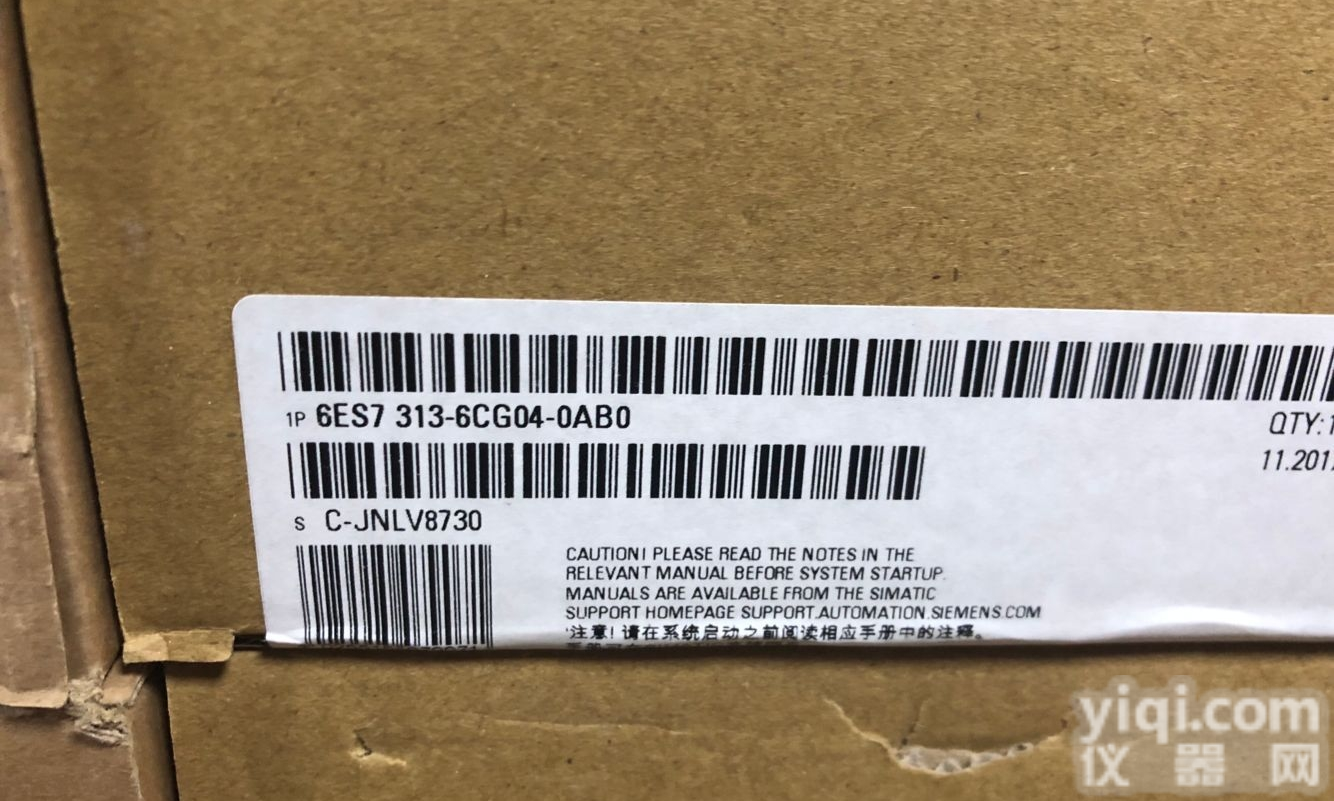 1P 6ES7 313-6CG04-0AB0
QTY:1
11.201
S C-JNLV8730
CAUTION! PLEASE READ THE NOTES IN THE
RELEVANT MANUAL BEFORE SYSTEM STARTUP.
MANUALS ARE AVAILABLE FROM THE SIMATIC
SUPPORT HOMEPAGE SUPPORT.AUTOMATION.SIEMENS.COM
注意! 请在系统启动之前阅读相应手册中的注释。
yiqi.com
仪器网